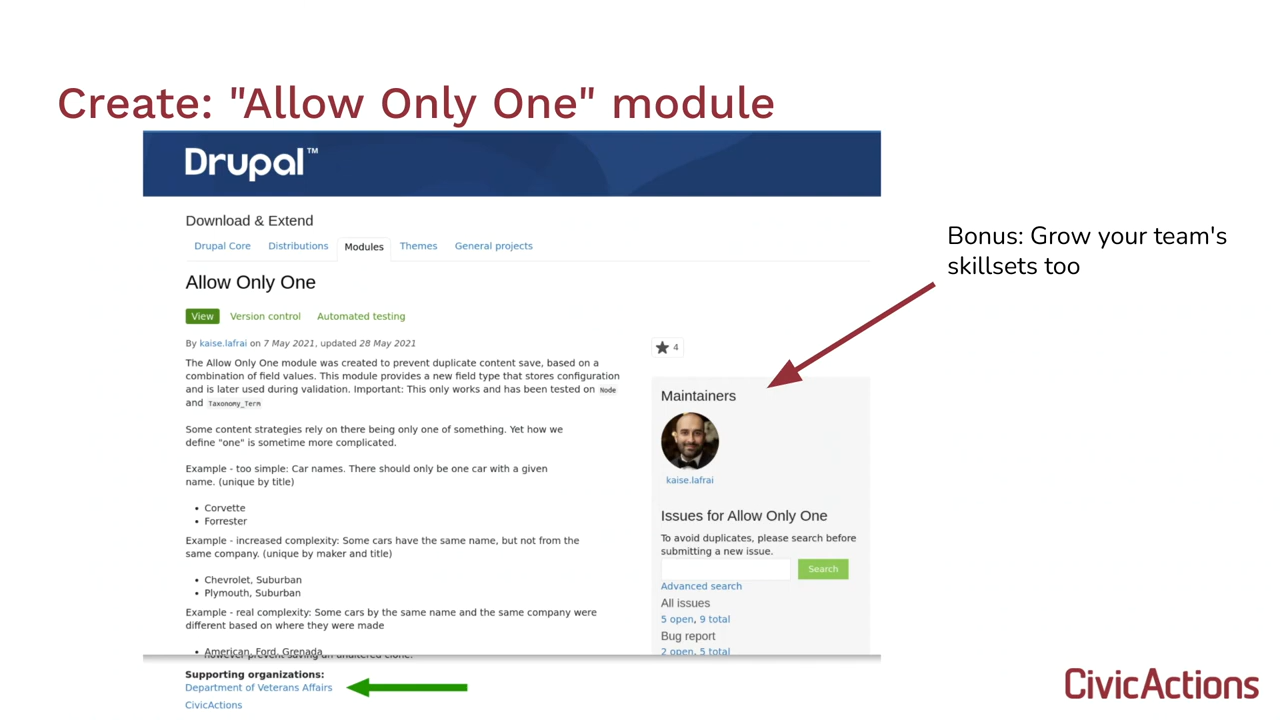 Create: "Allow Only One" module
Drupal™
Download & Extend
Drupal Core Distributions Modules Themes General projects
Allow Only One
View Version control Automated testing
By kaise.lafrai on 7 May 2021, updated 28 May 2021
The Allow Only One module was created to prevent duplicate content save, based on a
combination of field values. This module provides a new field type that stores configuration
and is later used during validation. Important: This only works and has been tested on Node
and Taxonomy_Term
Some content strategies rely on there being only one of something. Yet how we
define "one" is sometime more complicated.
Example - too simple: Car names. There should only be one car with a given
name. (unique by title)
• Corvette
• Forrester
Example - increased complexity: Some cars have the same name, but not from the
same company. (unique by maker and title)
• Chevrolet, Suburban
• Plymouth, Suburban
Example - real complexity: Some cars by the same name and the same company were
different based on where they were made
• American, Ford, Grenada
however prevent saving an unaltered clone.
Supporting organizations:
Department of Veterans Affairs
CivicActions
4
Maintainers
kaise.lafrai
Issues for Allow Only One
To avoid duplicates, please search before
submitting a new issue.
Search
Advanced search
All issues
5 open, 9 total
Bug report
2 open, 5 total
Bonus: Grow your team's
skillsets too
CivicActions